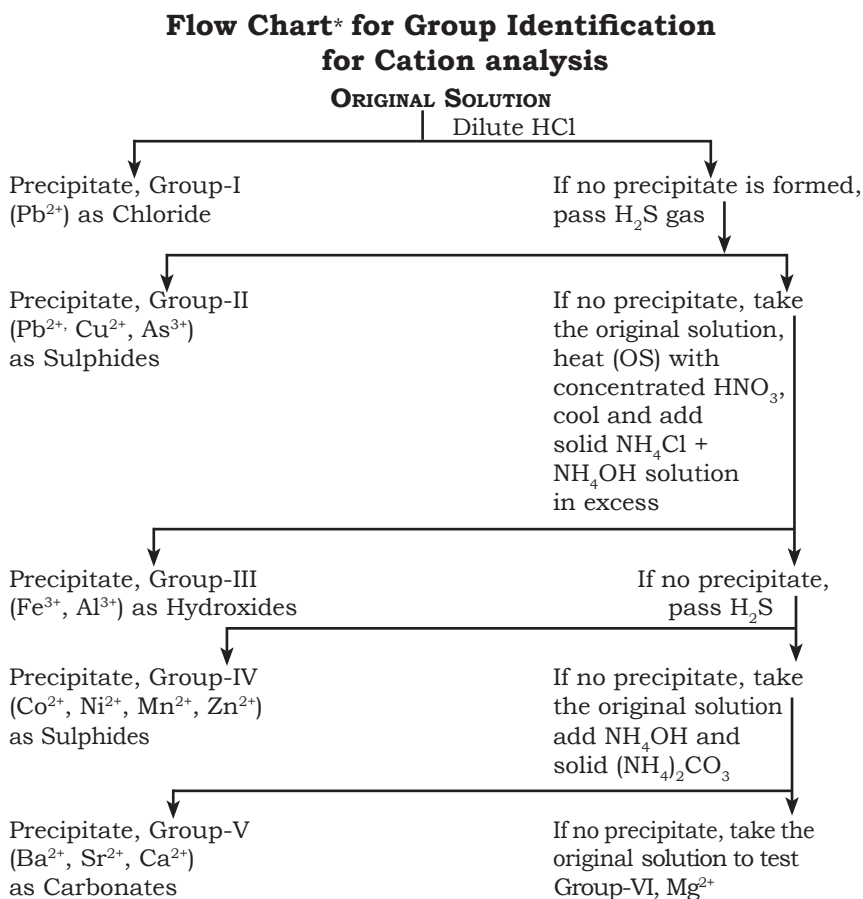 Flow Chart* for Group Identification
for Cation analysis
ORIGINAL SOLUTION
Dilute HCl
Precipitate, Group-I
(Pb²⁺) as Chloride
If no precipitate is formed,
pass H₂S gas
Precipitate, Group-II
(Pb²⁺, Cu²⁺, As³⁺)
as Sulphides
If no precipitate, take
the original solution,
heat (OS) with
concentrated HNO₃,
cool and add
solid NH₄Cl +
NH₄OH solution
in excess
Precipitate, Group-III
(Fe³⁺, Al³⁺) as Hydroxides
If no precipitate,
pass H₂S
Precipitate, Group-IV
(Co²⁺, Ni²⁺, Mn²⁺, Zn²⁺)
as Sulphides
If no precipitate, take
the original solution
add NH₄OH and
solid (NH₄)₂CO₃
Precipitate, Group-V
(Ba²⁺, Sr²⁺, Ca²⁺)
as Carbonates
If no precipitate, take the
original solution to test
Group-VI, Mg²⁺